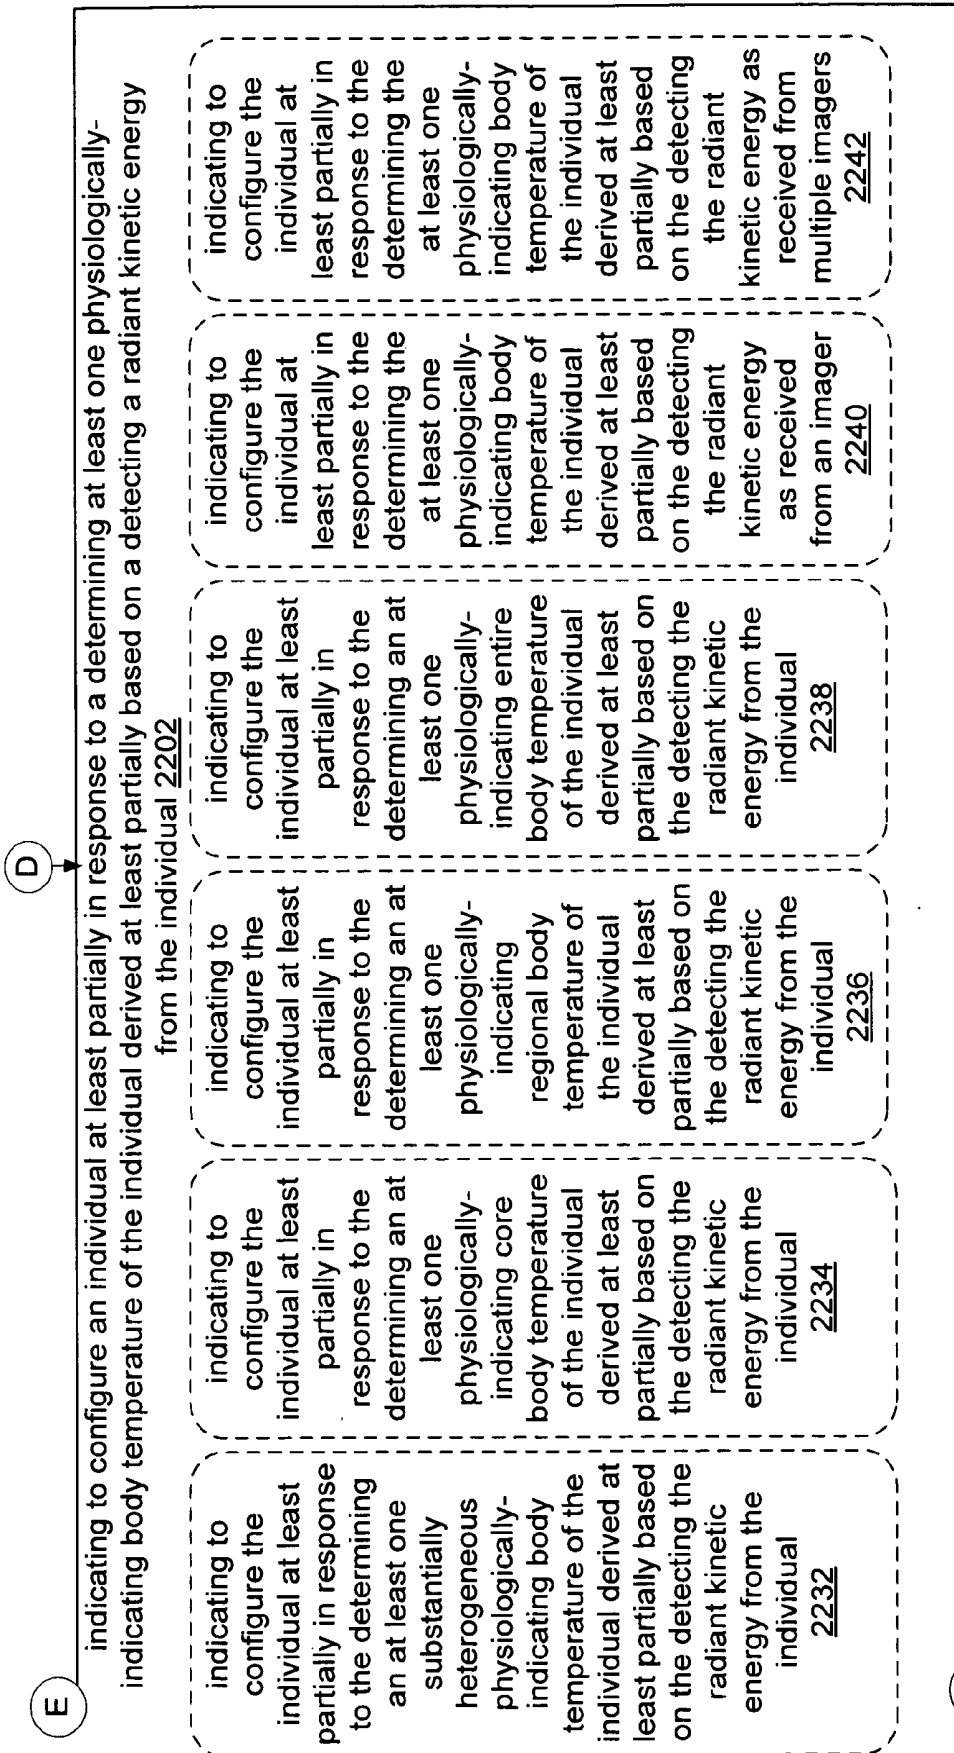 E
D
indicating to configure an individual at least partially in response to a determining at least one physiologically-
indicating body temperature of the individual derived at least partially based on a detecting a radiant kinetic energy
from the individual 2202
indicating to
configure the
individual at least
partially in response
to the determining
an at least one
substantially
heterogeneous
physiologically-
indicating body
temperature of the
individual derived at
least partially based
on the detecting the
radiant kinetic
energy from the
individual
2232
indicating to
configure the
individual at least
partially in
response to the
determining an at
least one
physiologically-
indicating core
body temperature
of the individual
derived at least
partially based on
the detecting the
radiant kinetic
energy from the
individual
2234
indicating to
configure the
individual at least
partially in
response to the
determining an at
least one
physiologically-
indicating
regional body
temperature of
the individual
derived at least
partially based on
the detecting the
radiant kinetic
energy from the
individual
2236
indicating to
configure the
individual at least
partially in
response to the
determining an at
least one
physiologically-
indicating entire
body temperature
of the individual
derived at least
partially based on
the detecting the
radiant kinetic
energy from the
individual
2238
indicating to
configure the
individual at
least partially in
response to the
determining the
at least one
physiologically-
indicating body
temperature of
the individual
derived at least
partially based
on the detecting
the radiant
kinetic energy
as received
from an imager
2240
indicating to
configure the
individual at
least partially in
response to the
determining the
at least one
physiologically-
indicating body
temperature of
the individual
derived at least
partially based
on the detecting
the radiant
kinetic energy as
received from
multiple imagers
2242